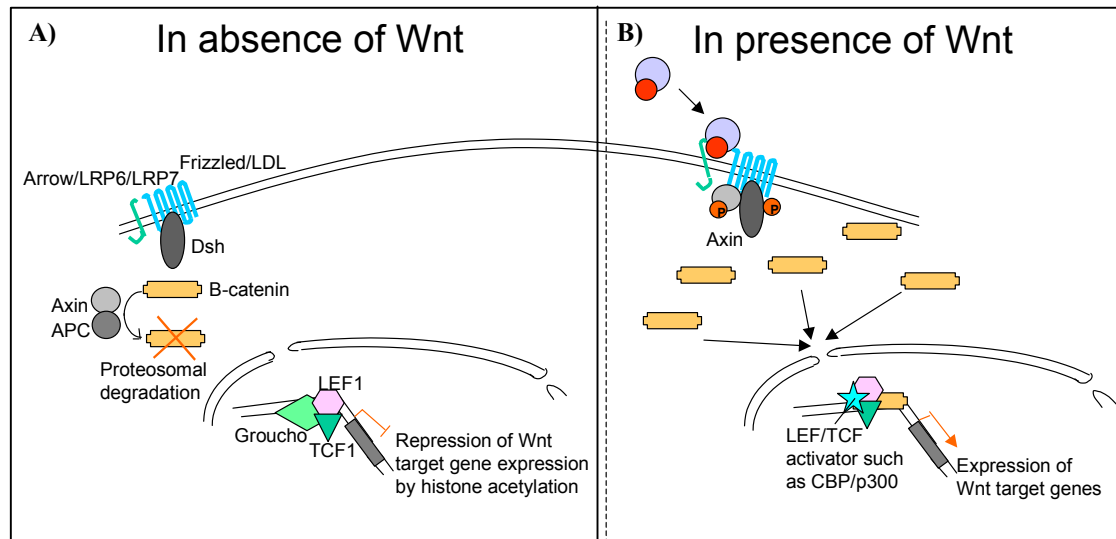 A)
In absence of Wnt
Frizzled/LDL
Arrow/LRP6/LRP7
Dsh
B-catenin
Axin
APC
Proteosomal
degradation
LEF1
Groucho
TCF1
Repression of Wnt
target gene expression
by histone acetylation
B)
In presence of Wnt
P
P
Axin
LEF/TCF
activator such
as CBP/p300
Expression of
Wnt target genes